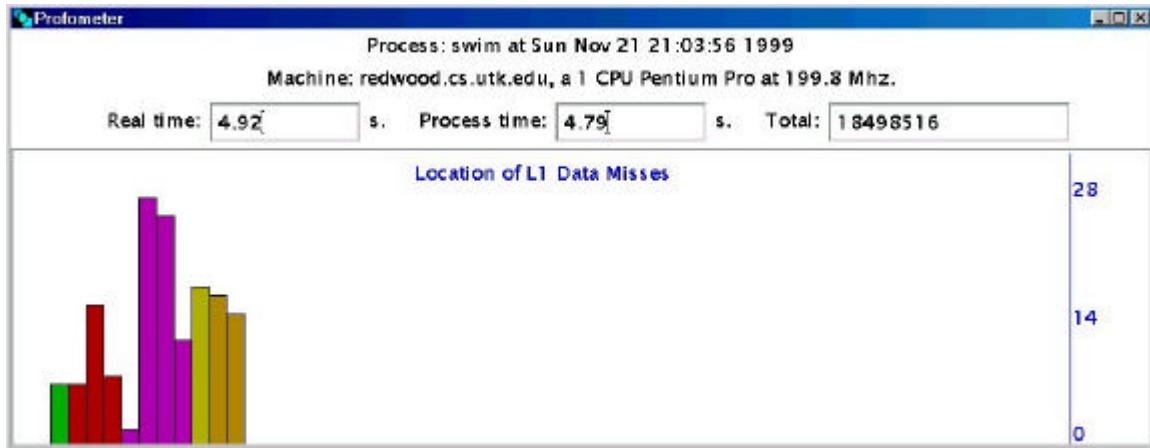 Profometer
Process: swim at Sun Nov 21 21:03:56 1999
Machine: redwood.cs.utk.edu, a 1 CPU Pentium Pro at 199.8 Mhz.
Real time: 4.92 s. Process time: 4.79 s. Total: 18498516
Location of L1 Data Misses
28
14
0